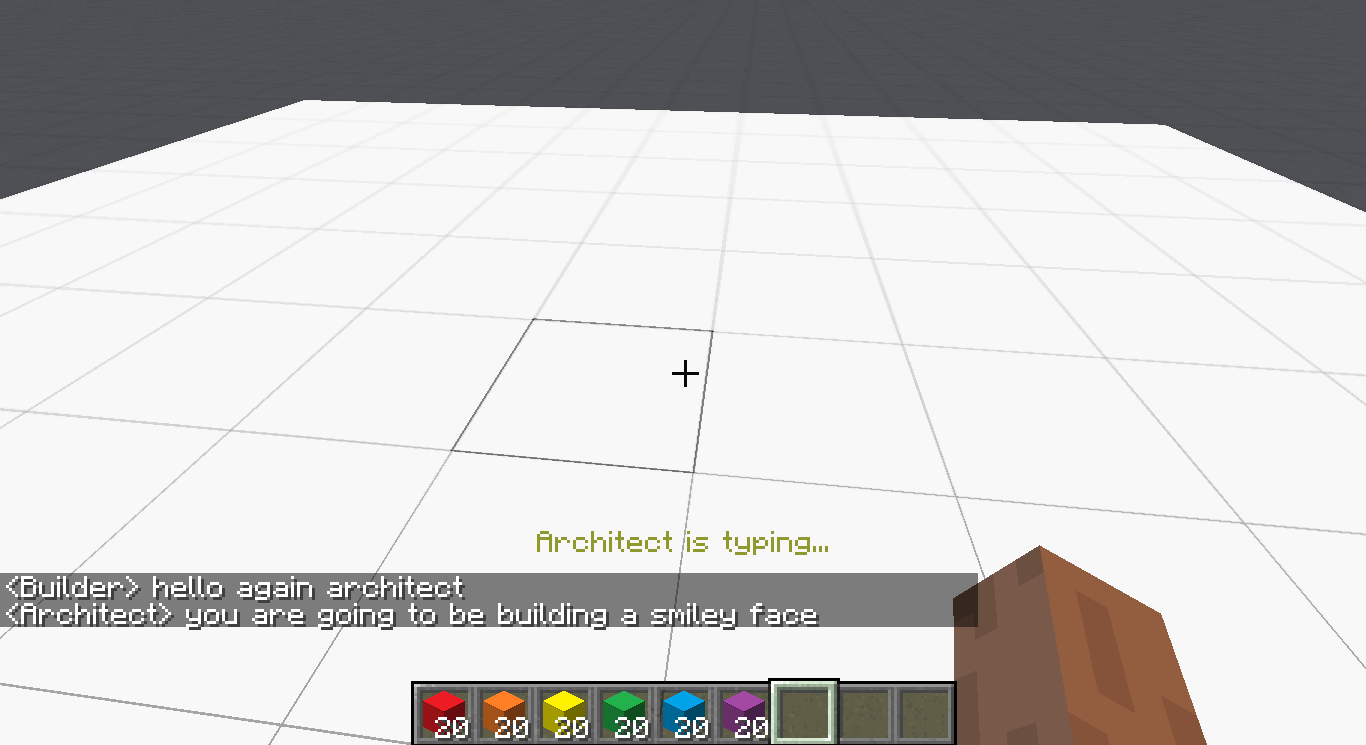 Architect is typing...
<Builder> hello again architect
<Architect> you are going to be building a smiley face
20 20 20 20 20 20